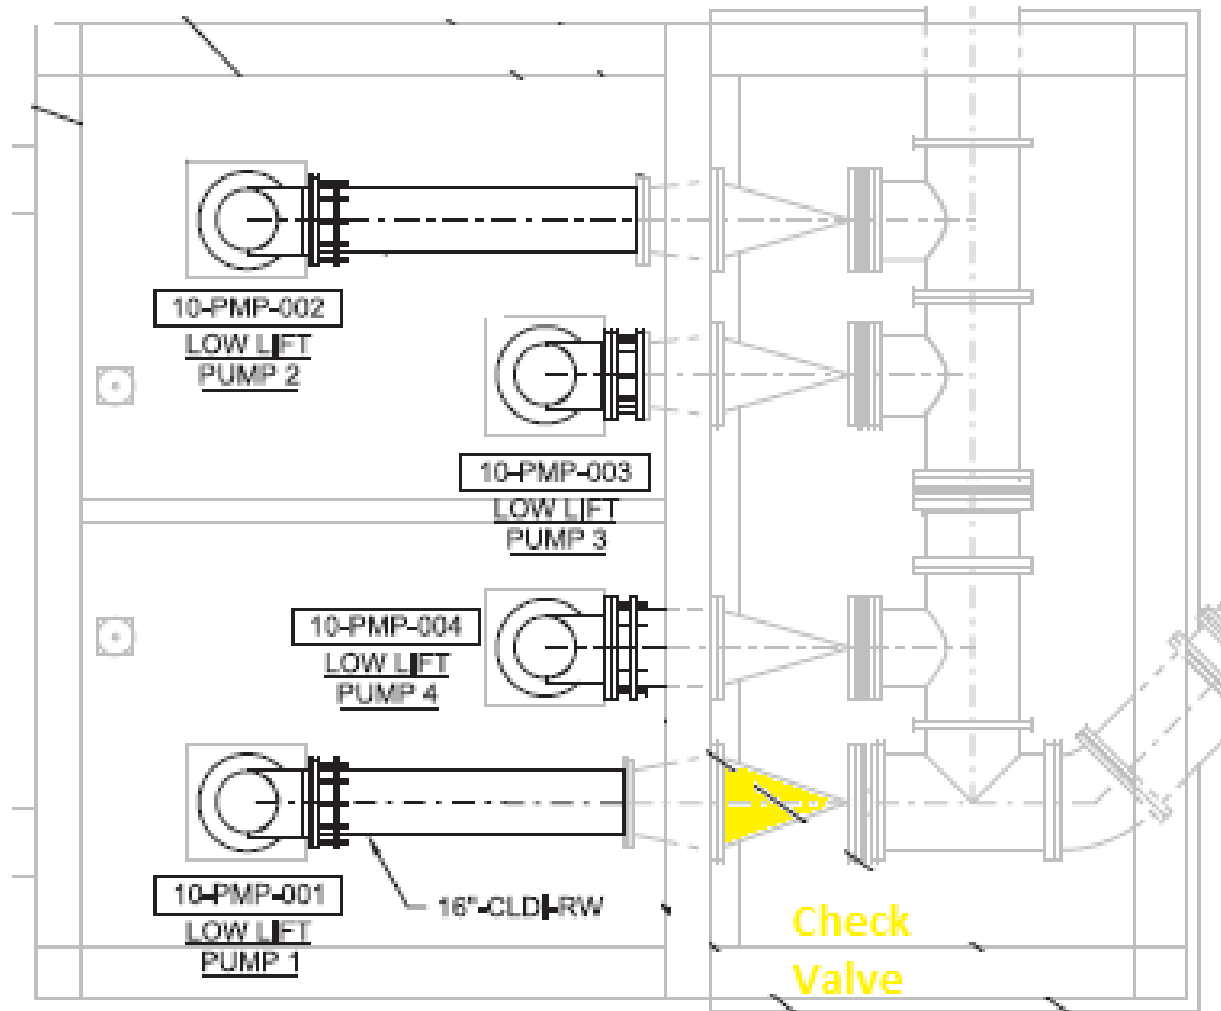 10-PMP-002
LOW LIFT
PUMP 2
10-PMP-003
LOW LIFT
PUMP 3
10-PMP-004
LOW LIFT
PUMP 4
10-PMP-001
LOW LIFT
PUMP 1
16"-CLDI-RW
Check
Valve